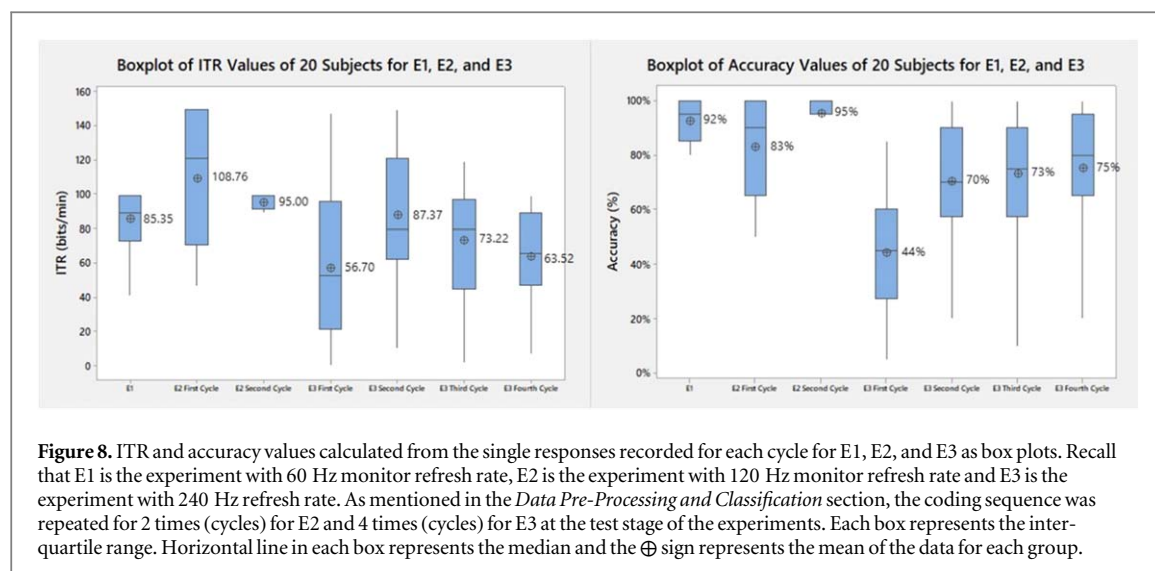 Boxplot of ITR Values of 20 Subjects for E1, E2, and E3
ITR (bits/min)
160
140
120
100
80
60
40
20
0
85.35
108.76
95.00
56.70
87.37
73.22
63.52
E1
E2 First Cycle
E2 Second Cycle
E3 First Cycle
E3 Second Cycle
E3 Third Cycle
E3 Fourth Cycle
Boxplot of Accuracy Values of 20 Subjects for E1, E2, and E3
Accuracy (%)
100%
80%
60%
40%
20%
0%
92%
83%
95%
44%
70%
73%
75%
E1
E2 First Cycle
E2 Second Cycle
E3 First Cycle
E3 Second Cycle
E3 Third Cycle
E3 Fourth Cycle
Figure 8. ITR and accuracy values calculated from the single responses recorded for each cycle for E1, E2, and E3 as box plots. Recall
that E1 is the experiment with 60 Hz monitor refresh rate, E2 is the experiment with 120 Hz monitor refresh rate and E3 is the
experiment with 240 Hz refresh rate. As mentioned in the Data Pre-Processing and Classification section, the coding sequence was
repeated for 2 times (cycles) for E2 and 4 times (cycles) for E3 at the test stage of the experiments. Each box represents the inter-
quartile range. Horizontal line in each box represents the median and the ⊕ sign represents the mean of the data for each group.